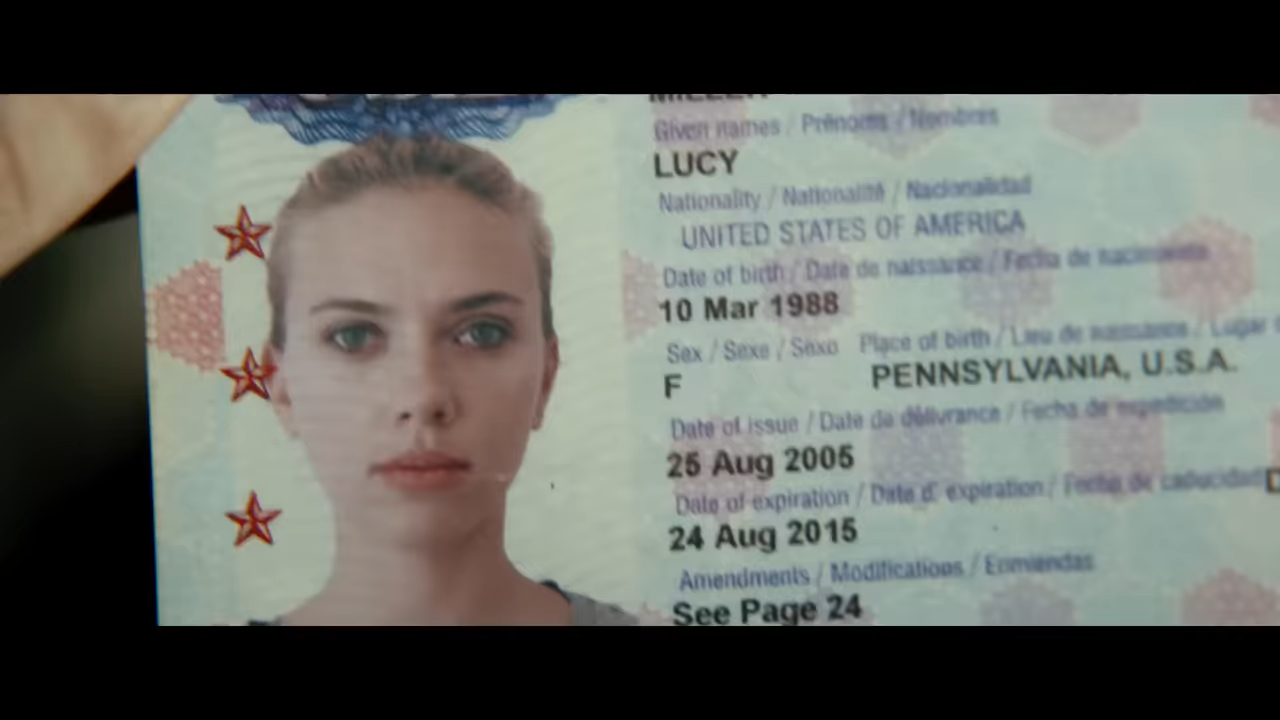 MILLER
Given names / Prénoms / Nombres
LUCY
Nationality / Nationalité / Nacionalidad
UNITED STATES OF AMERICA
Date of birth / Date de naissance / Fecha de nacimiento
10 Mar 1988
Sex / Sexe / Sexo Place of birth / Lieu de naissance / Lugar
F PENNSYLVANIA, U.S.A.
Date of issue / Date de délivrance / Fecha de expedición
25 Aug 2005
Date of expiration / Date d' expiration / Fecha de caducidad
24 Aug 2015
Amendments / Modifications / Enmiendas
See Page 24